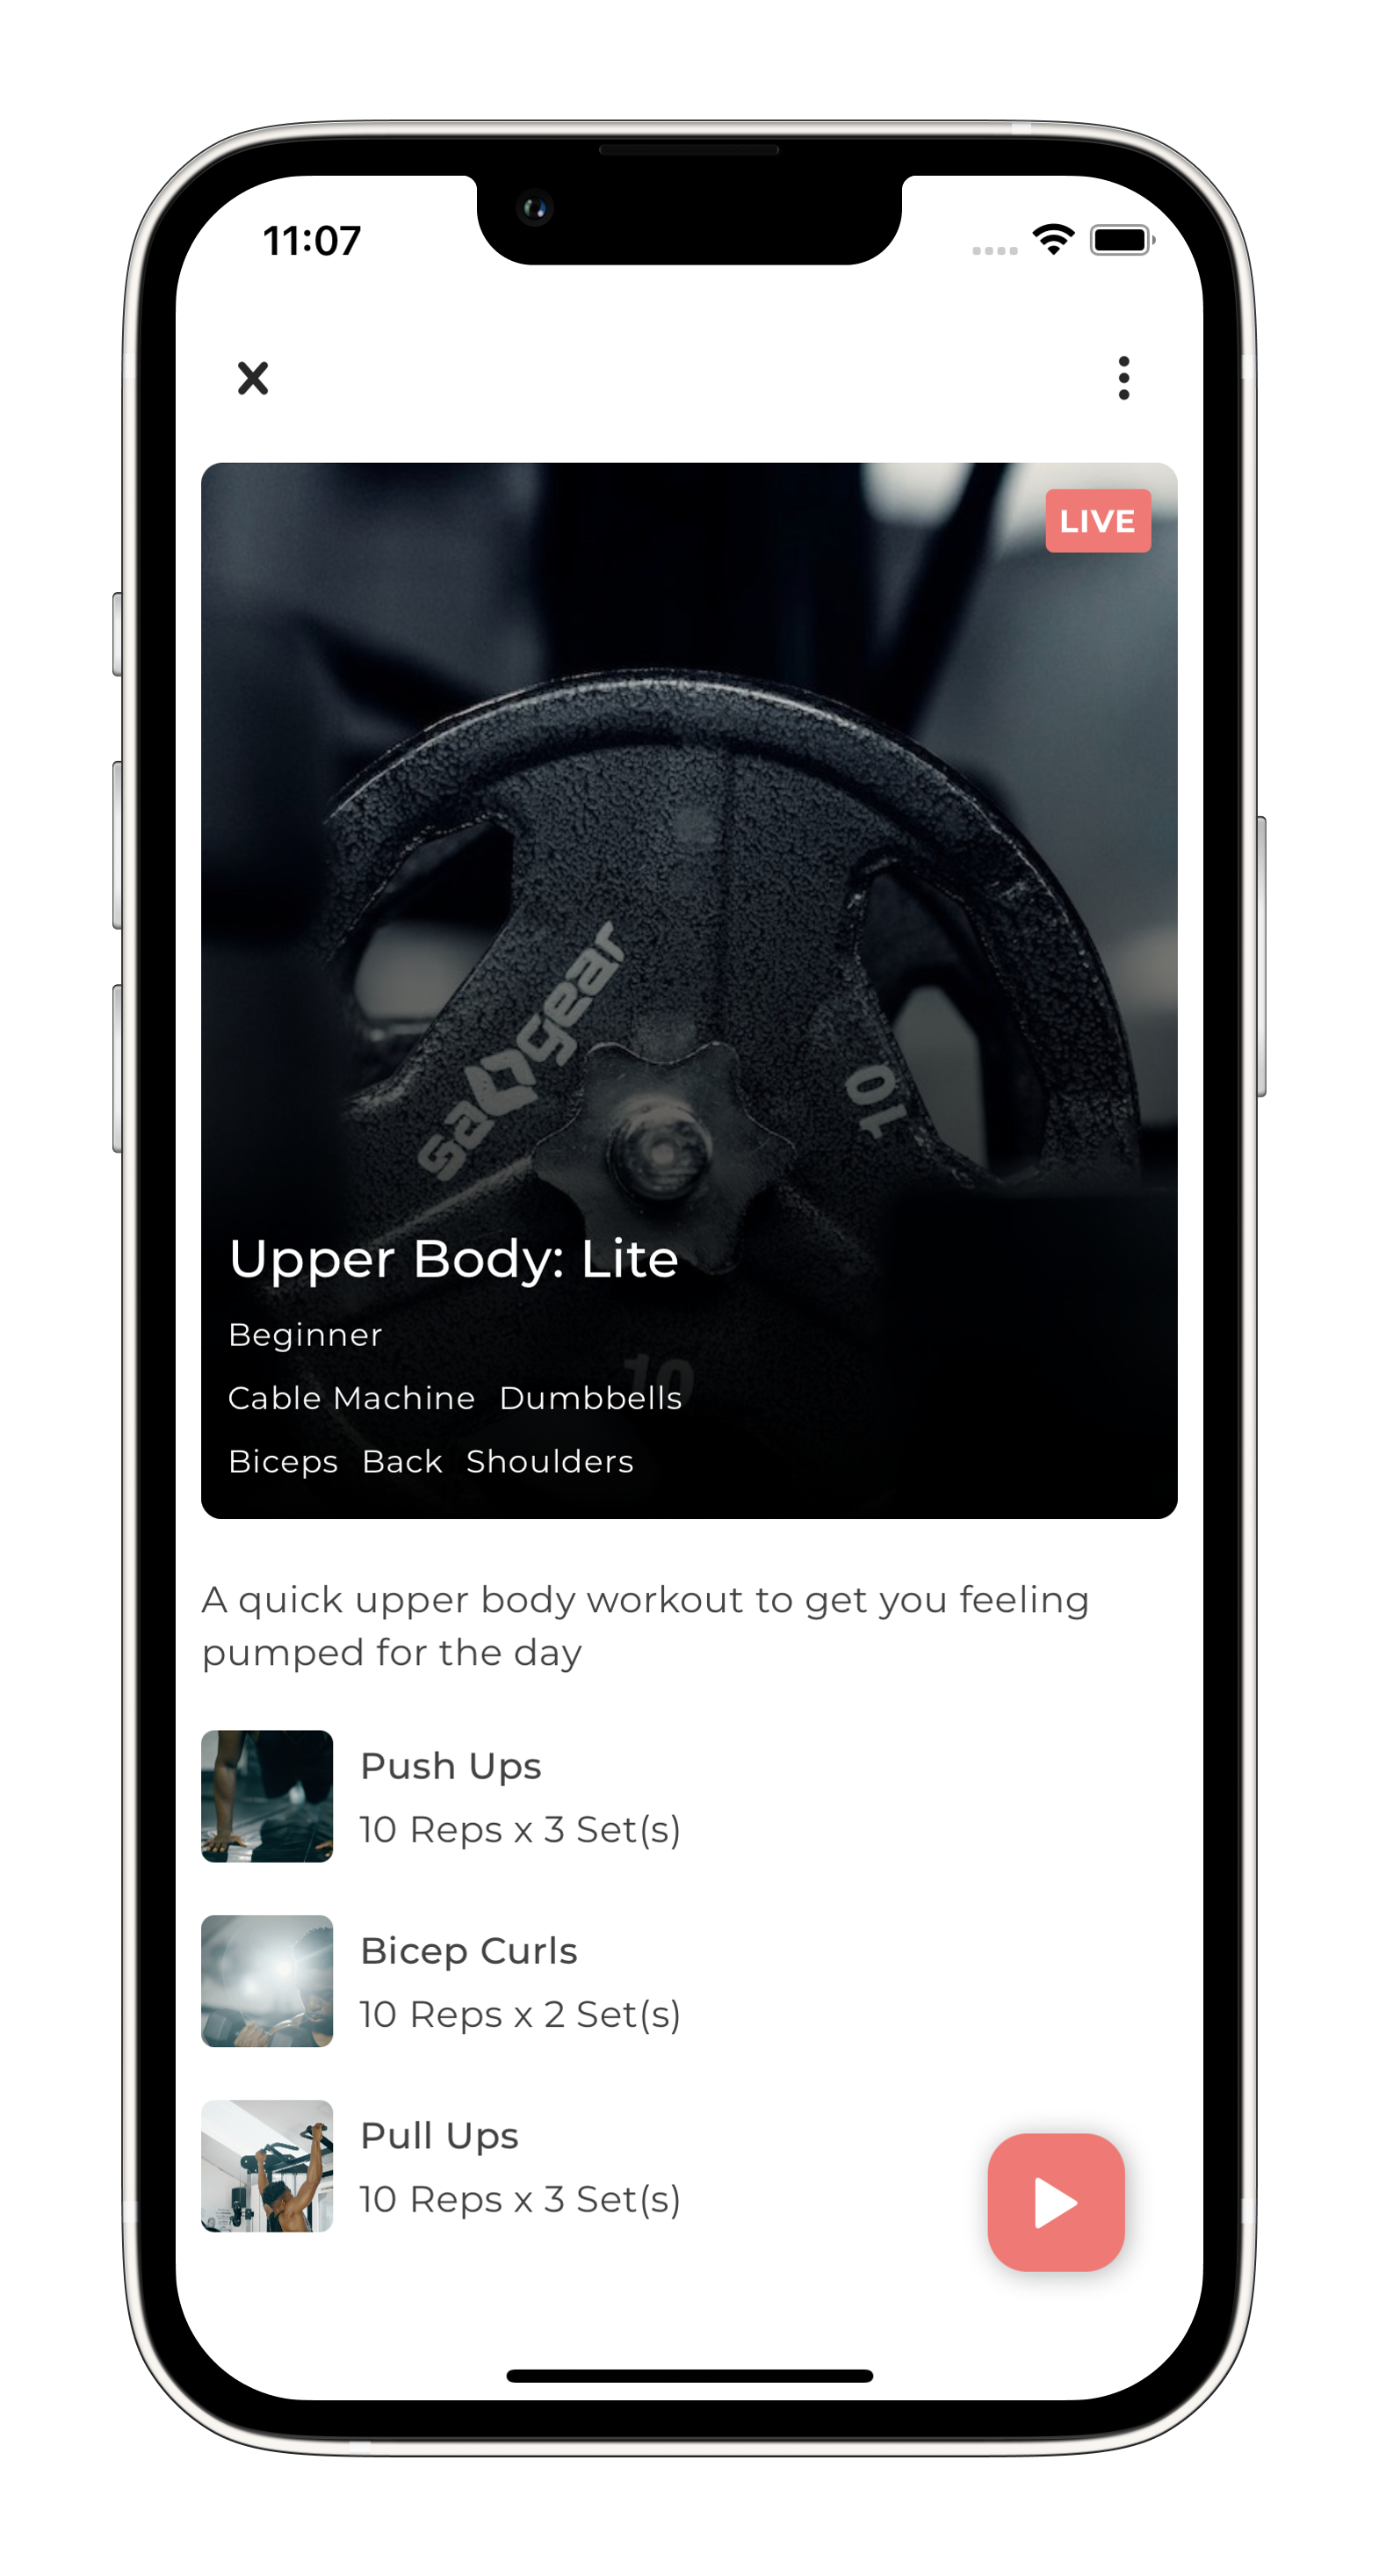 11:07
LIVE
saQgear
10
Upper Body: Lite
Beginner
10
Cable Machine Dumbbells
Biceps Back Shoulders
A quick upper body workout to get you feeling
pumped for the day
Push Ups
10 Reps x 3 Set(s)
Bicep Curls
10 Reps x 2 Set(s)
Pull Ups
10 Reps x 3 Set(s)